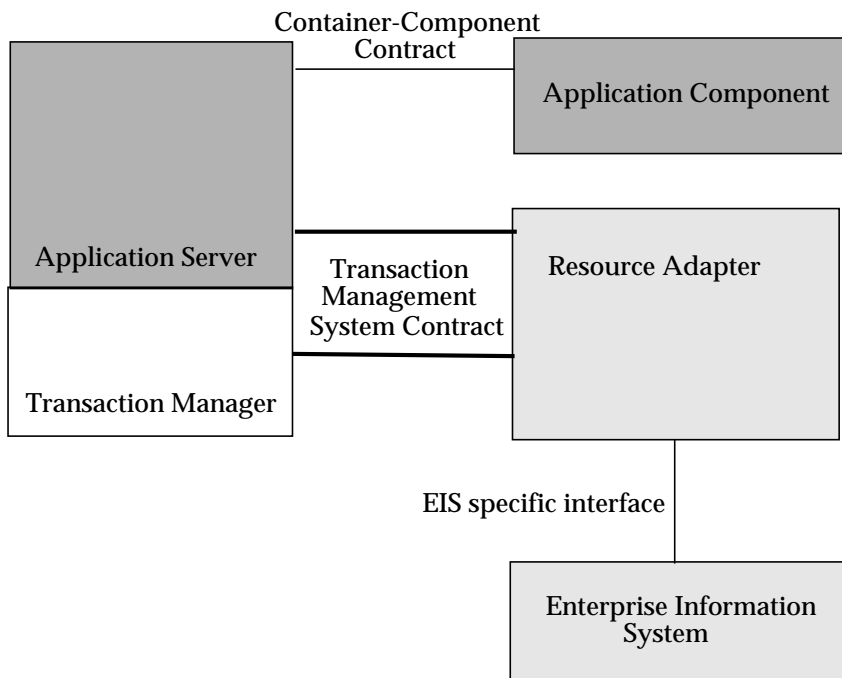 Container-Component
Contract
Application Component
Application Server
Transaction
Management
System Contract
Resource Adapter
Transaction Manager
EIS specific interface
Enterprise Information
System